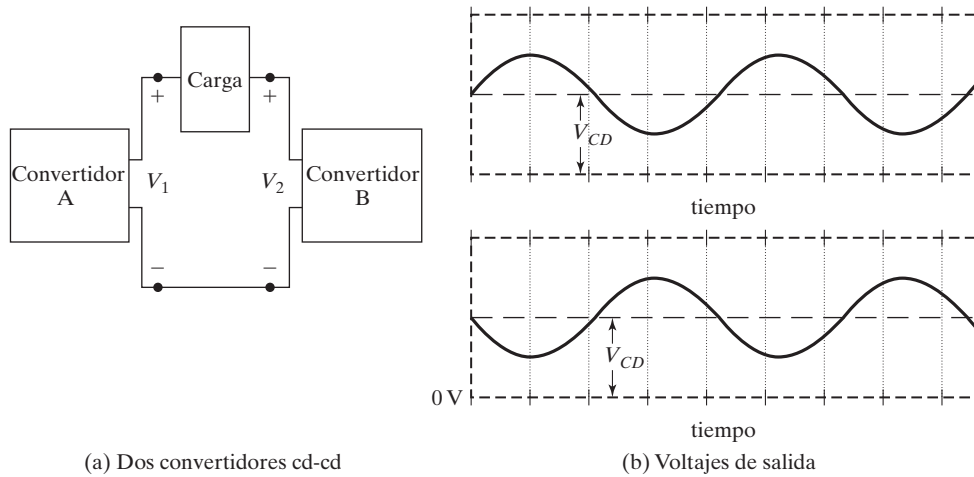 Carga
+
+
Convertidor
A
V1
V2
Convertidor
B
−
−
(a) Dos convertidores cd-cd
VCD
tiempo
VCD
0 V
tiempo
(b) Voltajes de salida